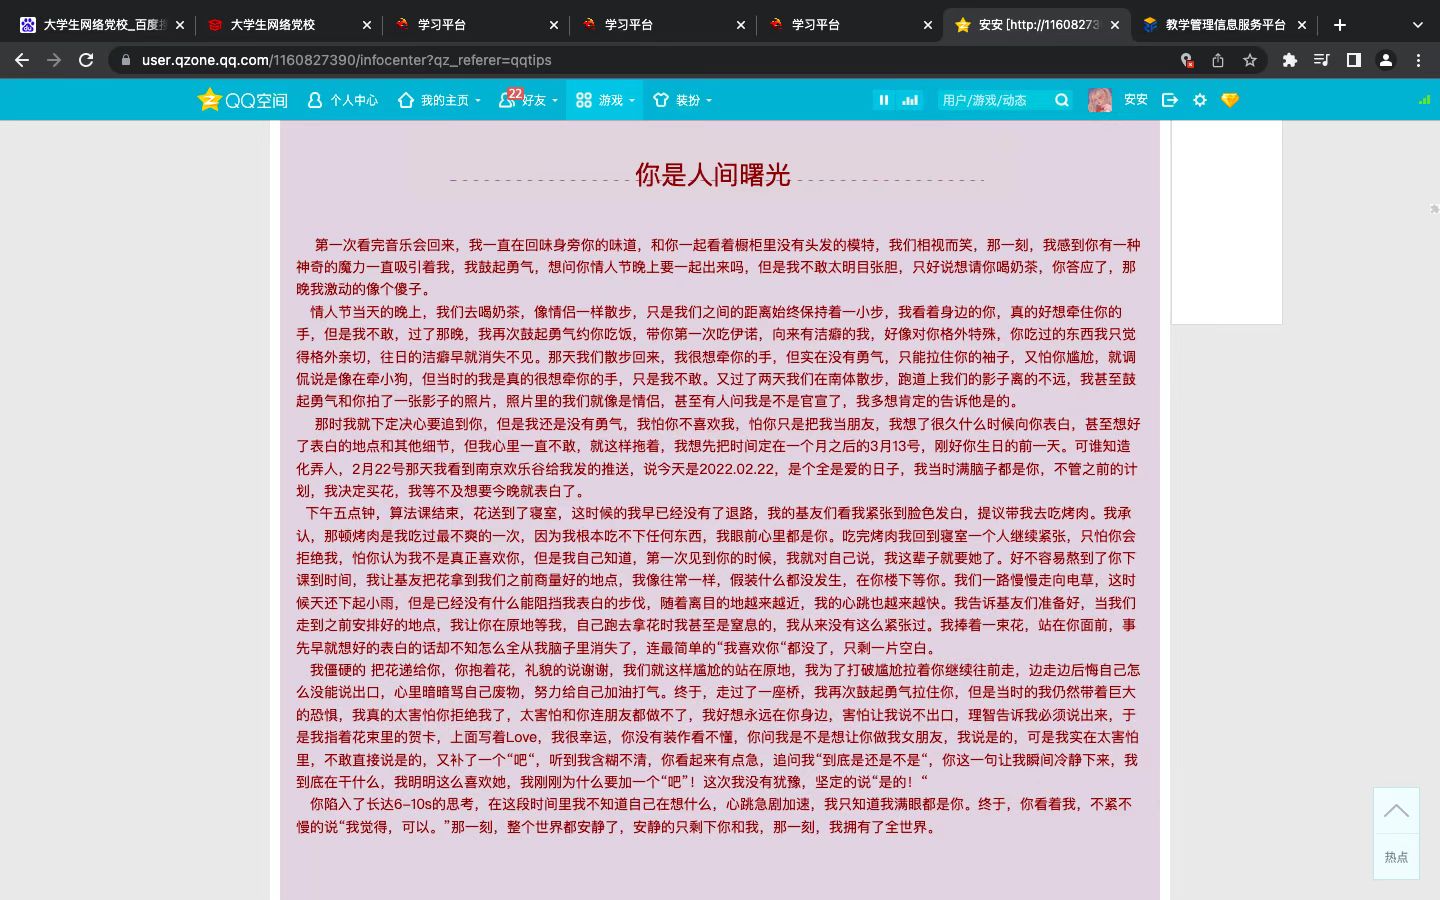 大学生网络党校_百度搜
大学生网络党校
学习平台
学习平台
学习平台
安安 [http://11608273
教学管理信息服务平台
user.qzone.qq.com/1160827390/infocenter?qz_referer=qqtips
QQ空间
个人中心
我的主页
22
好友
游戏
装扮
用户/游戏/动态
安安
你是人间曙光
第一次看完音乐会回来，我一直在回味身旁你的味道，和你一起看着橱柜里没有头发的模特，我们相视而笑，那一刻，我感到你有一种
神奇的魔力一直吸引着我，我鼓起勇气，想问你情人节晚上要一起出来吗，但是我不敢太明目张胆，只好说想请你喝奶茶，你答应了，那
晚我激动的像个傻子。
情人节当天的晚上，我们去喝奶茶，像情侣一样散步，只是我们之间的距离始终保持着一小步，我看着身边的你，真的好想牵住你的
手，但是我不敢，过了那晚，我再次鼓起勇气约你吃饭，带你第一次吃伊诺，向来有洁癖的我，好像对你格外特殊，你吃过的东西我只觉
得格外亲切，往日的洁癖早就消失不见。那天我们散步回来，我很想牵你的手，但实在没有勇气，只能拉住你的袖子，又怕你尴尬，就调
侃说是像在牵小狗，但当时的我是真的很想牵你的手，只是我不敢。又过了两天我们在南体散步，跑道上我们的影子离的不远，我甚至鼓
起勇气和你拍了一张影子的照片，照片里的我们就像是情侣，甚至有人问我是不是官宣了，我多想肯定的告诉他是的。
那时我就下定决心要追到你，但是我还是没有勇气，我怕你不喜欢我，怕你只是把我当朋友，我想了很久什么时候向你表白，甚至想好
了表白的地点和其他细节，但我心里一直不敢，就这样拖着，我想先把时间定在一个月之后的3月13号，刚好你生日的前一天。可谁知造
化弄人，2月22号那天我看到南京欢乐谷给我发的推送，说今天是2022.02.22，是个全是爱的日子，我当时满脑子都是你，不管之前的计
划，我决定买花，我等不及想要今晚就表白了。
下午五点钟，算法课结束，花送到了寝室，这时候的我早已经没有了退路，我的基友们看我紧张到脸色发白，提议带我去吃烤肉。我承
认，那顿烤肉是我吃过最不爽的一次，因为我根本吃不下任何东西，我眼前心里都是你。吃完烤肉我回到寝室一个人继续紧张，只怕你会
拒绝我，怕你认为我不是真正喜欢你，但是我自己知道，第一次见到你的时候，我就对自己说，我这辈子就要她了。好不容易熬到了你下
课到时间，我让基友把花拿到我们之前商量好的地点，我像往常一样，假装什么都没发生，在你楼下等你。我们一路慢慢走向电草，这时
候天还下起小雨，但是已经没有什么能阻挡我表白的步伐，随着离目的地越来越近，我的心跳也越来越快。我告诉基友们准备好，当我们
走到之前安排好的地点，我让你在原地等我，自己跑去拿花时我甚至是窒息的，我从来没有这么紧张过。我捧着一束花，站在你面前，事
先早就想好的表白的话却不知怎么全从我脑子里消失了，连最简单的“我喜欢你“都没了，只剩一片空白。
我僵硬的 把花递给你，你抱着花，礼貌的说谢谢，我们就这样尴尬的站在原地，我为了打破尴尬拉着你继续往前走，边走边后悔自己怎
么没能说出口，心里暗暗骂自己废物，努力给自己加油打气。终于，走过了一座桥，我再次鼓起勇气拉住你，但是当时的我仍然带着巨大
的恐惧，我真的太害怕你拒绝我了，太害怕和你连朋友都做不了，我好想永远在你身边，害怕让我说不出口，理智告诉我必须说出来，于
是我指着花束里的贺卡，上面写着Love，我很幸运，你没有装作看不懂，你问我是不是想让你做我女朋友，我说是的，可是我实在太害怕
里，不敢直接说是的，又补了一个“吧“，听到我含糊不清，你看起来有点急，追问我“到底是还是不是“，你这一句让我瞬间冷静下来，我
到底在干什么，我明明这么喜欢她，我刚刚为什么要加一个“吧”！这次我没有犹豫，坚定的说“是的！“
你陷入了长达6-10s的思考，在这段时间里我不知道自己在想什么，心跳急剧加速，我只知道我满眼都是你。终于，你看着我，不紧不
慢的说“我觉得，可以。”那一刻，整个世界都安静了，安静的只剩下你和我，那一刻，我拥有了全世界。
热点